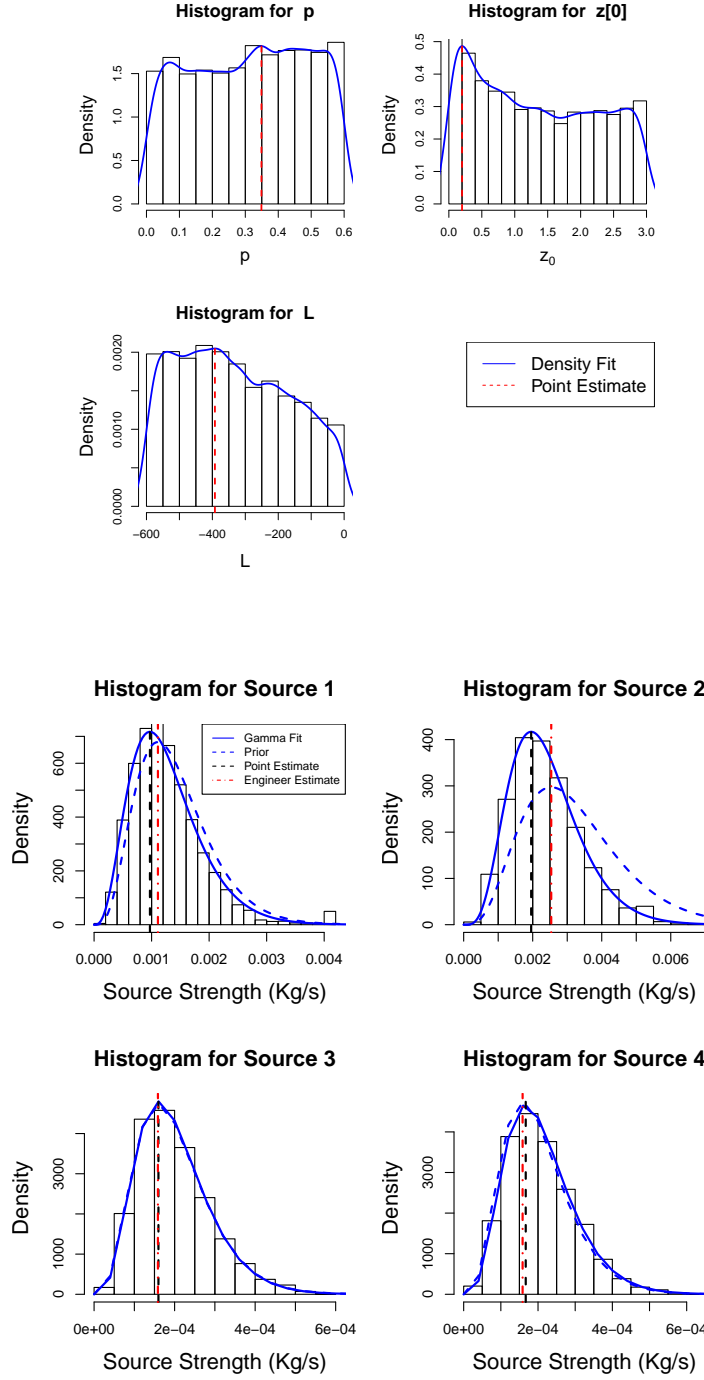 Histogram for p
Density
0.0 0.5 1.0 1.5
0.0 0.1 0.2 0.3 0.4 0.5 0.6
p
Histogram for z[0]
Density
0.0 0.1 0.2 0.3 0.4 0.5
0.0 0.5 1.0 1.5 2.0 2.5 3.0
z₀
Histogram for L
Density
0.0000 0.0010 0.0020
−600 −400 −200 0
L
Density Fit
Point Estimate
Histogram for Source 1
Density
0 200 400 600
0.000 0.001 0.002 0.003 0.004
Source Strength (Kg/s)
Gamma Fit
Prior
Point Estimate
Engineer Estimate
Histogram for Source 2
Density
0 100 200 300 400
0.000 0.002 0.004 0.006
Source Strength (Kg/s)
Histogram for Source 3
Density
0 1000 3000
0e+00 2e−04 4e−04 6e−04
Source Strength (Kg/s)
Histogram for Source 4
Density
0 1000 3000
0e+00 2e−04 4e−04 6e−04
Source Strength (Kg/s)